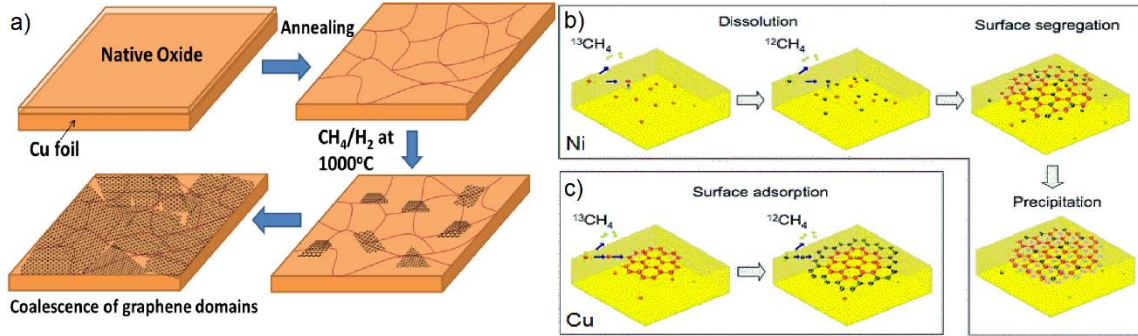 a)
Native Oxide
Cu foil
Annealing
CH₄/H₂ at
1000⁰C
Coalescence of graphene domains
b)
Dissolution
Surface segregation
¹³CH₄
¹²CH₄
Ni
Precipitation
c)
Surface adsorption
¹³CH₄
¹²CH₄
Cu